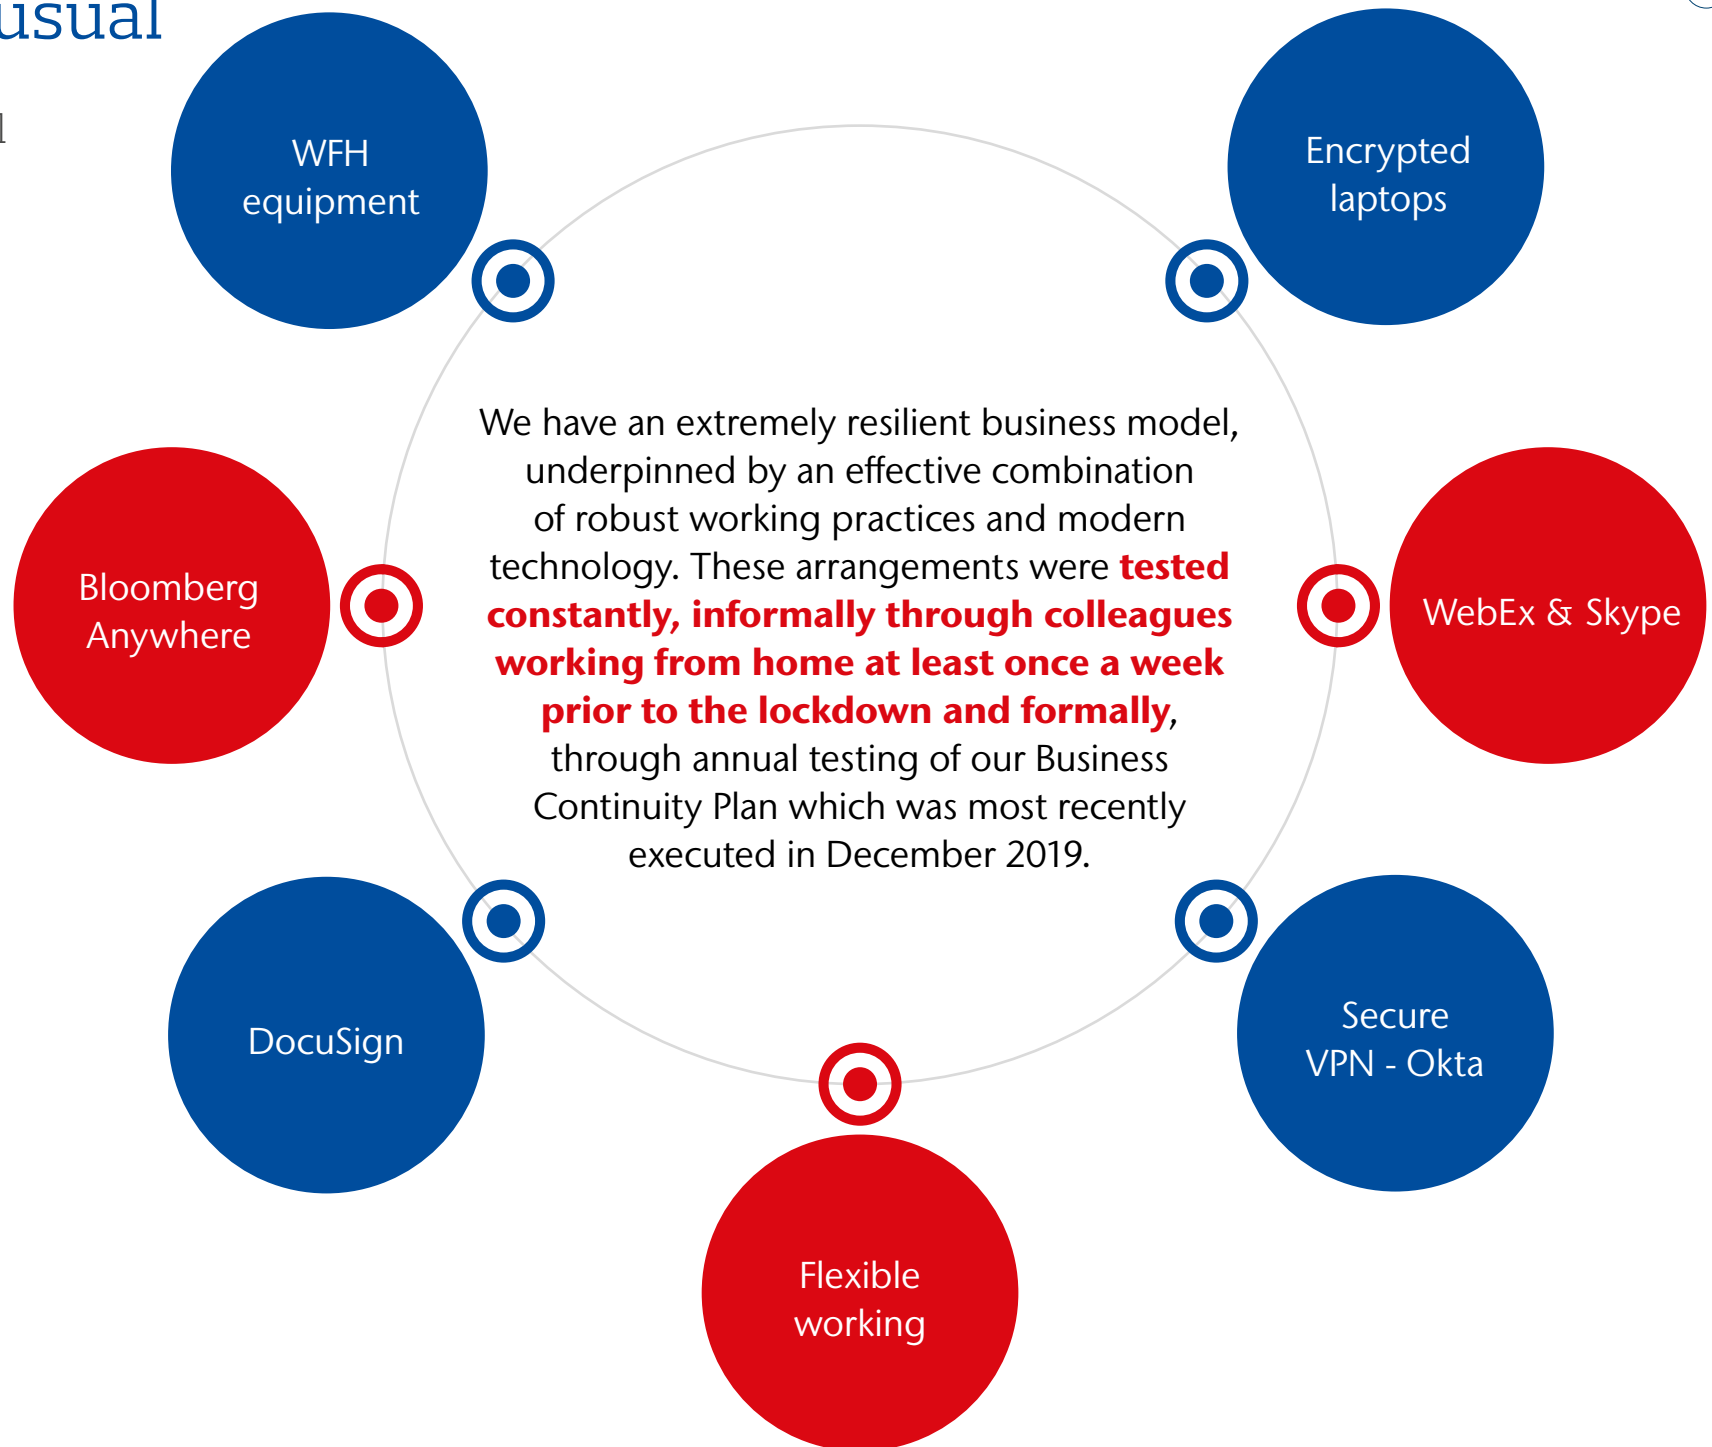 usual
WFH
equipment
Encrypted
laptops
We have an extremely resilient business model,
underpinned by an effective combination
of robust working practices and modern
technology. These arrangements were tested
constantly, informally through colleagues
working from home at least once a week
prior to the lockdown and formally,
through annual testing of our Business
Continuity Plan which was most recently
executed in December 2019.
Bloomberg
Anywhere
WebEx & Skype
DocuSign
Secure
VPN - Okta
Flexible
working